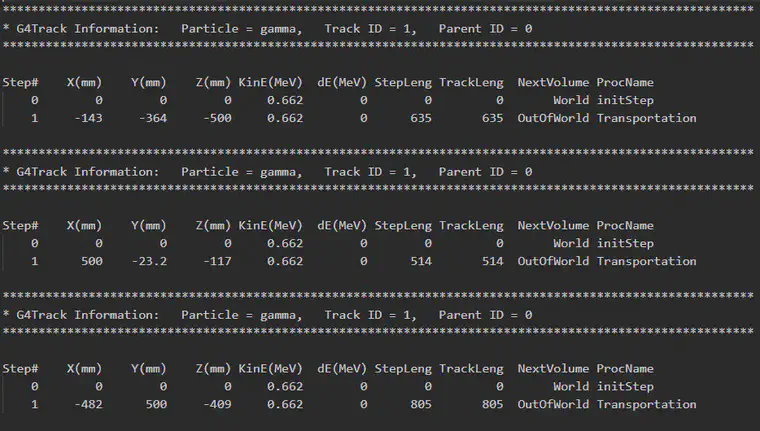 *********************************************************************************************************
* G4Track Information:   Particle = gamma,   Track ID = 1,   Parent ID = 0
*********************************************************************************************************
Step#    X(mm)    Y(mm)    Z(mm) KinE(MeV)  dE(MeV) StepLeng TrackLeng  NextVolume ProcName
    0        0        0        0     0.662        0        0         0       World initStep
    1     -143     -364     -500     0.662        0      635       635  OutOfWorld Transportation
*********************************************************************************************************
* G4Track Information:   Particle = gamma,   Track ID = 1,   Parent ID = 0
*********************************************************************************************************
Step#    X(mm)    Y(mm)    Z(mm) KinE(MeV)  dE(MeV) StepLeng TrackLeng  NextVolume ProcName
    0        0        0        0     0.662        0        0         0       World initStep
    1      500    -23.2     -117     0.662        0      514       514  OutOfWorld Transportation
*********************************************************************************************************
* G4Track Information:   Particle = gamma,   Track ID = 1,   Parent ID = 0
*********************************************************************************************************
Step#    X(mm)    Y(mm)    Z(mm) KinE(MeV)  dE(MeV) StepLeng TrackLeng  NextVolume ProcName
    0        0        0        0     0.662        0        0         0       World initStep
    1     -482      500     -409     0.662        0      805       805  OutOfWorld Transportation